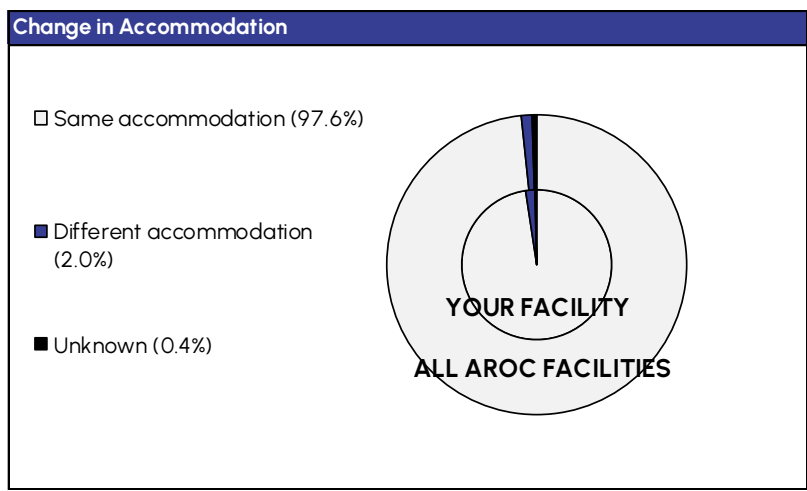 Change in Accommodation
Same accommodation (97.6%)
Different accommodation
(2.0%)
Unknown (0.4%)
YOUR FACILITY
ALL AROC FACILITIES